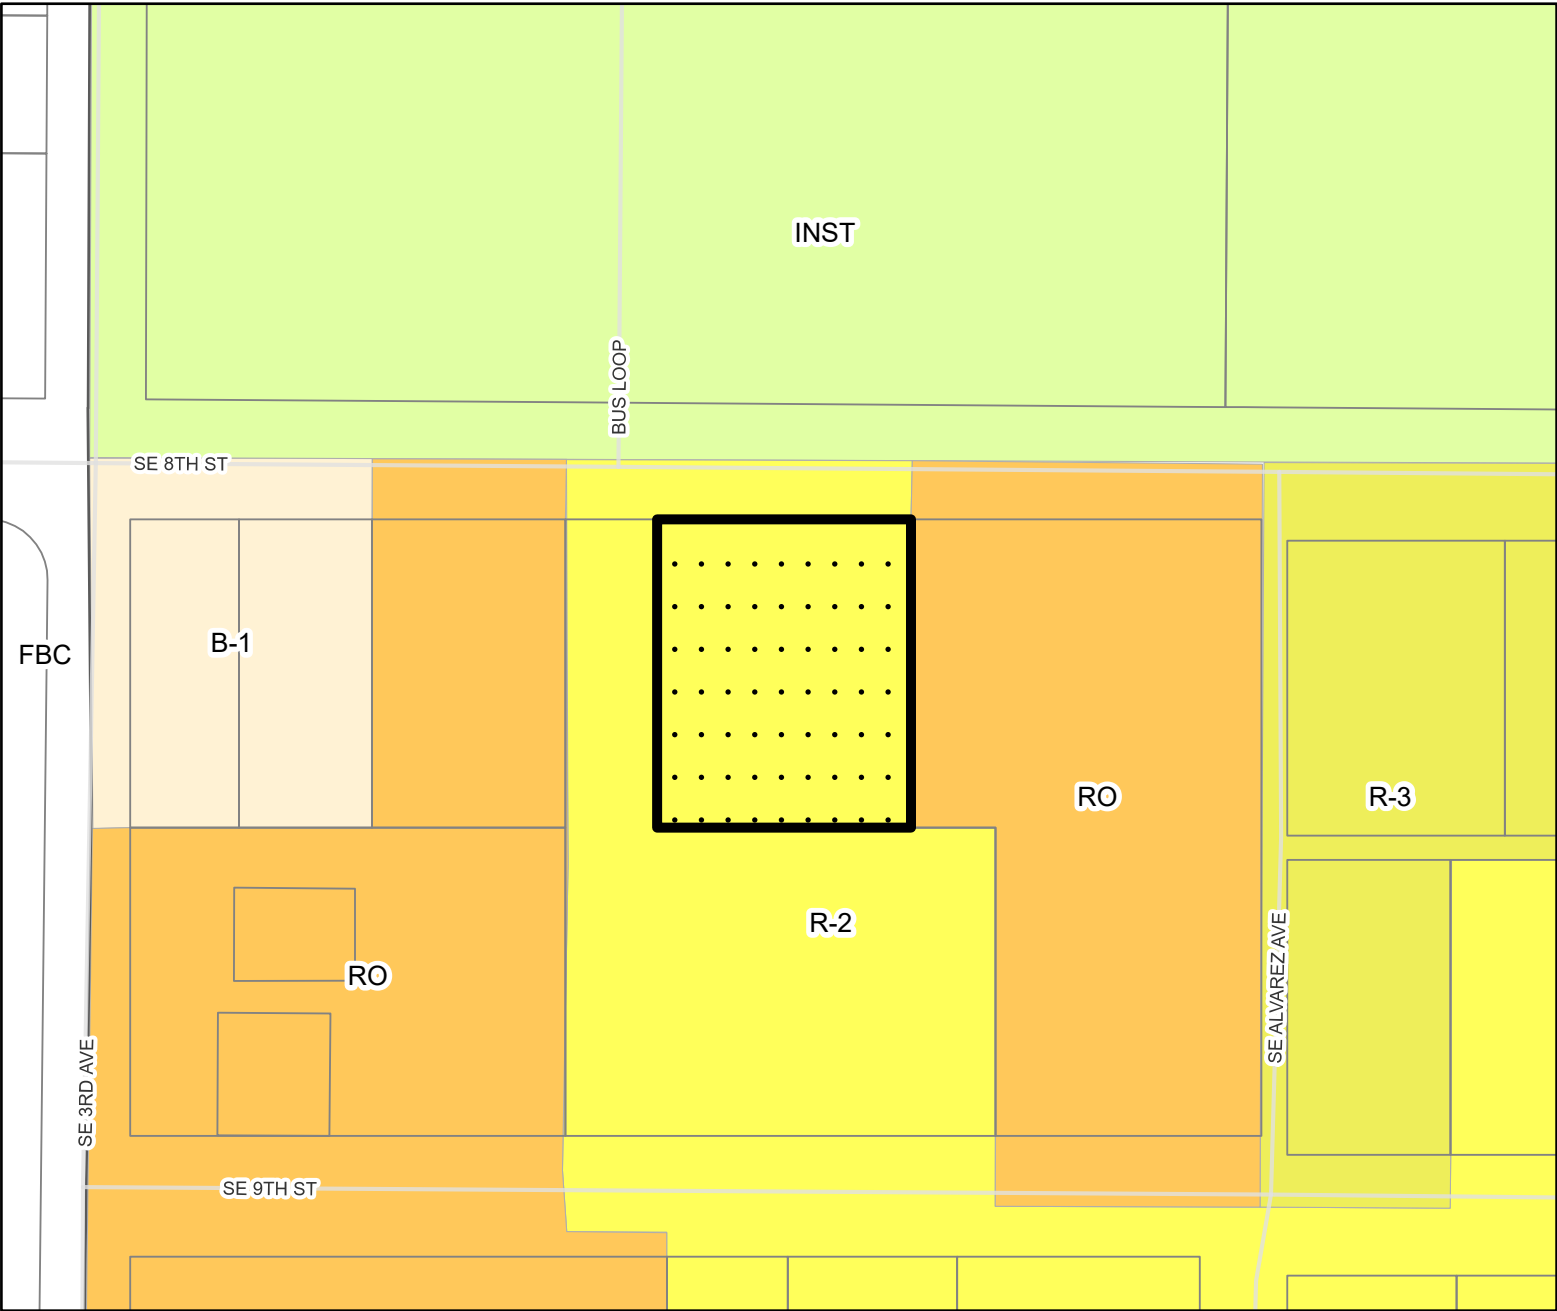 INST
BUS LOOP
SE 8TH ST
B-1
FBC
RO
R-3
R-2
RO
SE ALVAREZ AVE
SE 3RD AVE
SE 9TH ST